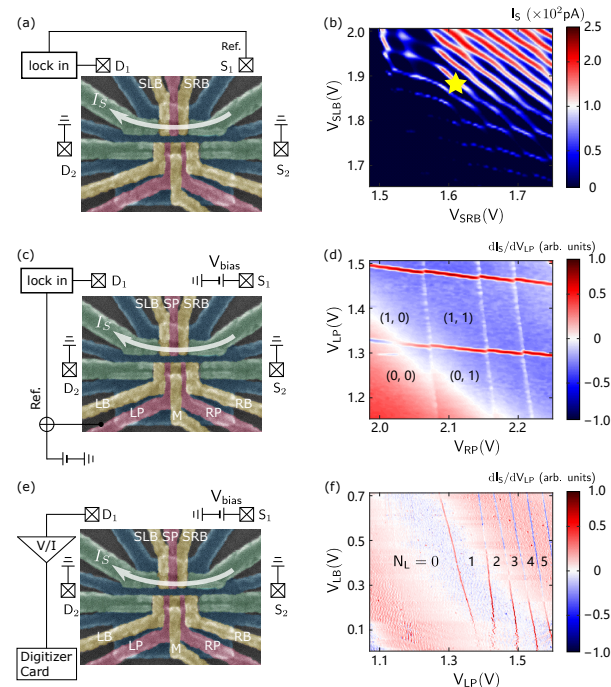 (a)
Ref.
lock in
D1
SLB SRB
S1
IS
D2
S2
(b)
IS (×10²pA)
VSLB(V)
2.0
1.9
1.8
1.7
1.5
1.6
1.7
VSRB(V)
2.5
2.0
1.5
1.0
0.5
0.0
(c)
lock in
D1
Vbias
S1
SLB SP SRB
IS
D2
S2
Ref.
LB
LP
M
RP
RB
(d)
dIS/dVLP (arb. units)
VLP(V)
1.5
1.4
1.3
1.2
(1, 0)
(1, 1)
(0, 0)
(0, 1)
2.0
2.1
2.2
VRP(V)
1.0
0.5
0.0
−0.5
−1.0
(e)
D1
Vbias
S1
V/I
SLB SP SRB
IS
D2
S2
LB
LP
M
RP
RB
Digitizer
Card
(f)
dIS/dVLP (arb. units)
VLB(V)
0.7
0.5
0.3
0.1
NL = 0
1
2
3
4
5
1.1
1.3
1.5
VLP(V)
1.0
0.5
0.0
−0.5
−1.0